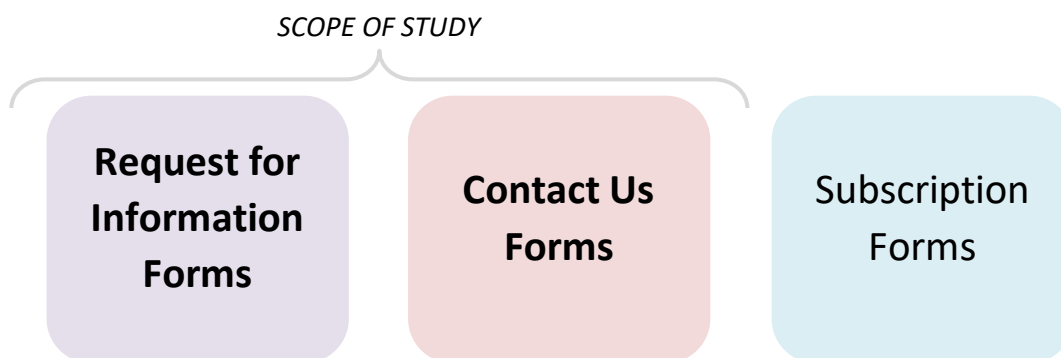 SCOPE OF STUDY
Request for
Information
Forms
Contact Us
Forms
Subscription
Forms